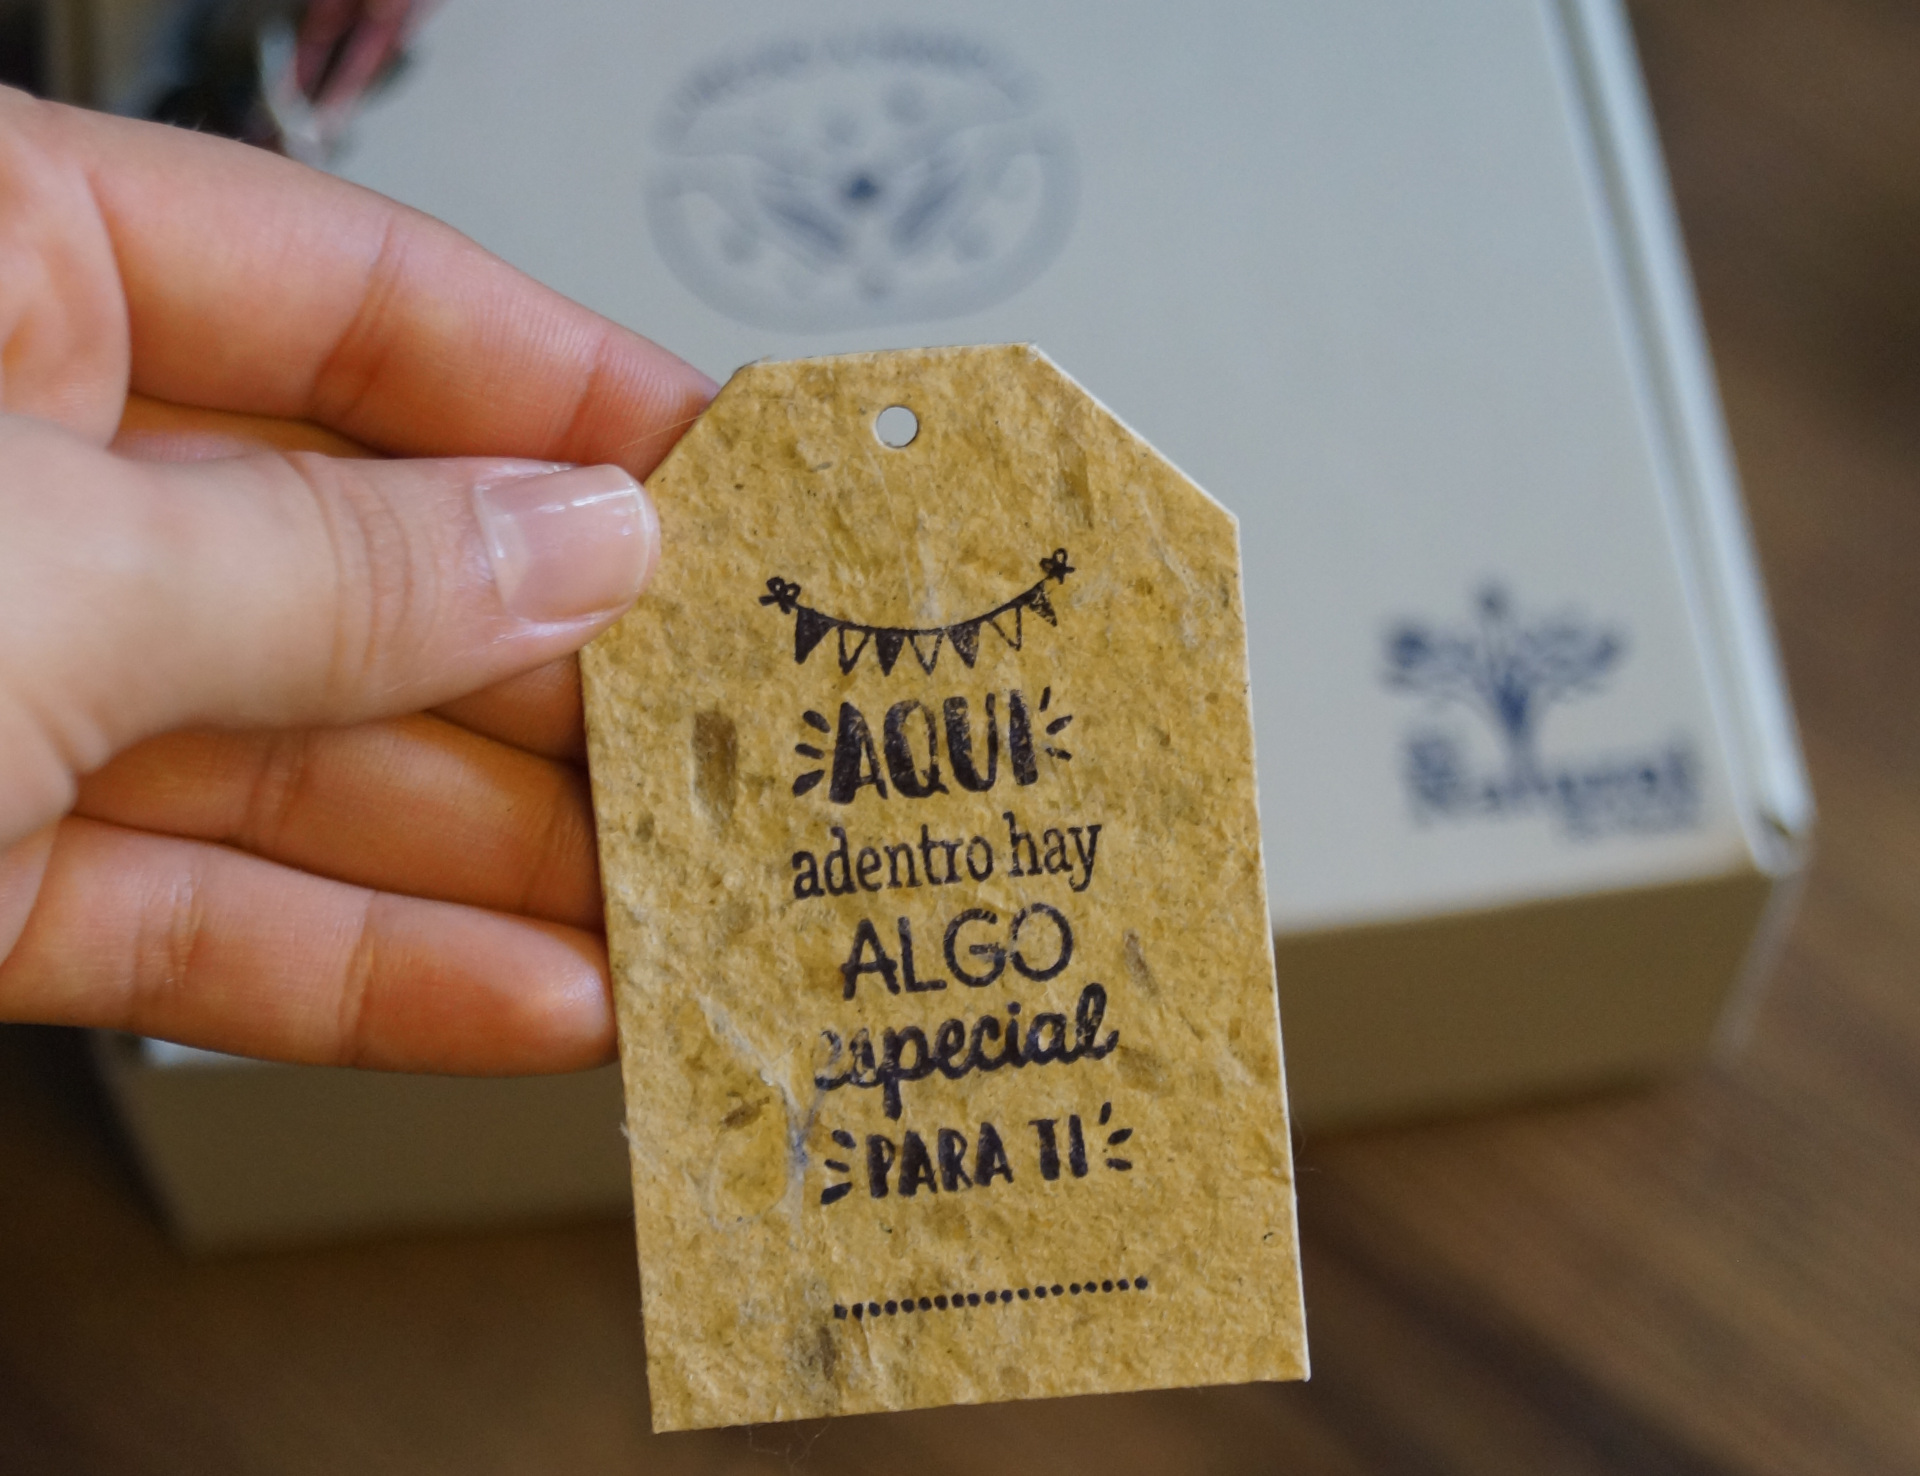 AQUI
adentro hay
ALGO
especial
PARA TI